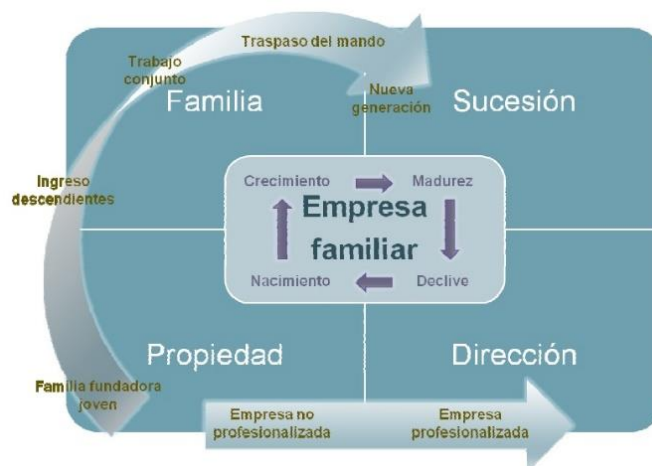 Traspaso del mando
Trabajo
conjunto
Familia
Nueva
generación
Sucesión
Ingreso
descendientes
Crecimiento
Madurez
Empresa
familiar
Nacimiento
Declive
Propiedad
Dirección
Familia fundadora
joven
Empresa no
profesionalizada
Empresa
profesionalizada